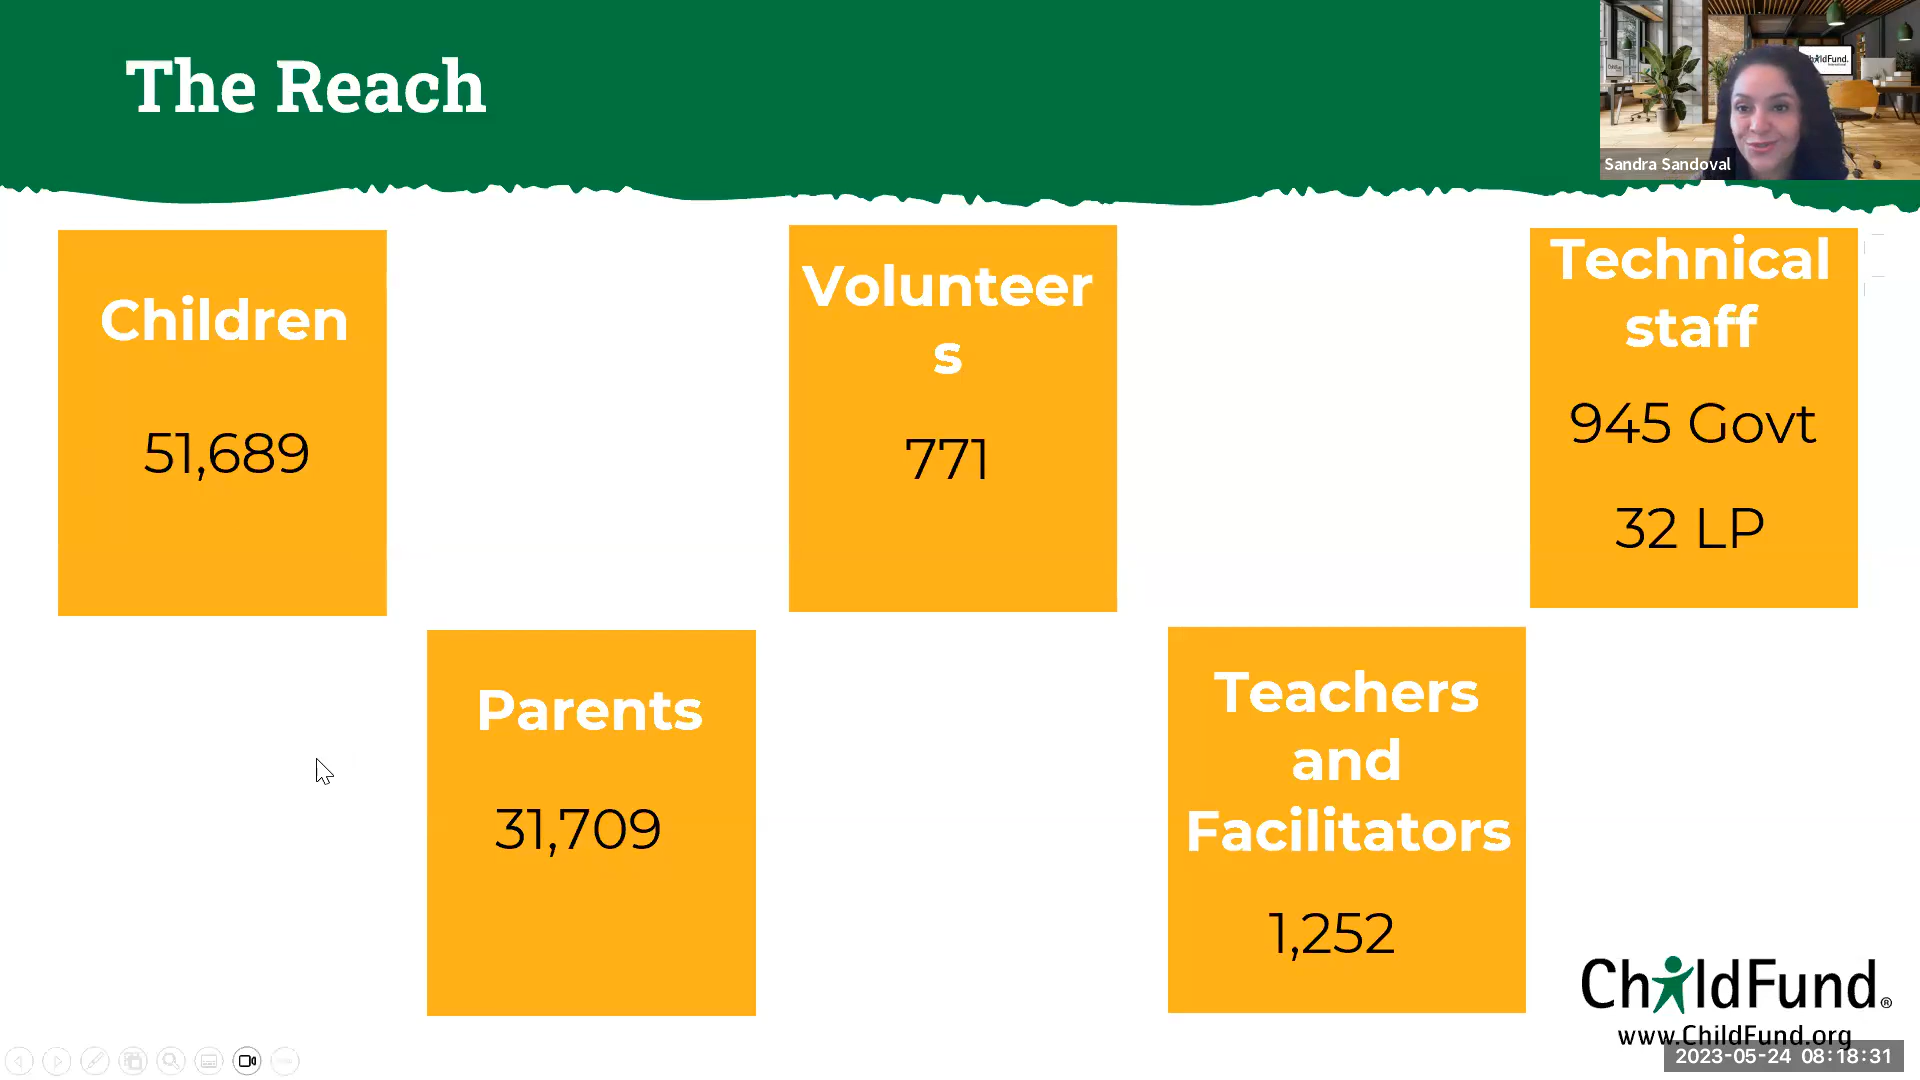 The Reach
ChildFund.
Sandra Sandoval
Children
51,689
Volunteer
s
771
Technical
staff
945 Govt
32 LP
Parents
31,709
Teachers
and
Facilitators
1,252
ChildFund®
www.ChildFund.org
2023-05-24 08:18:31